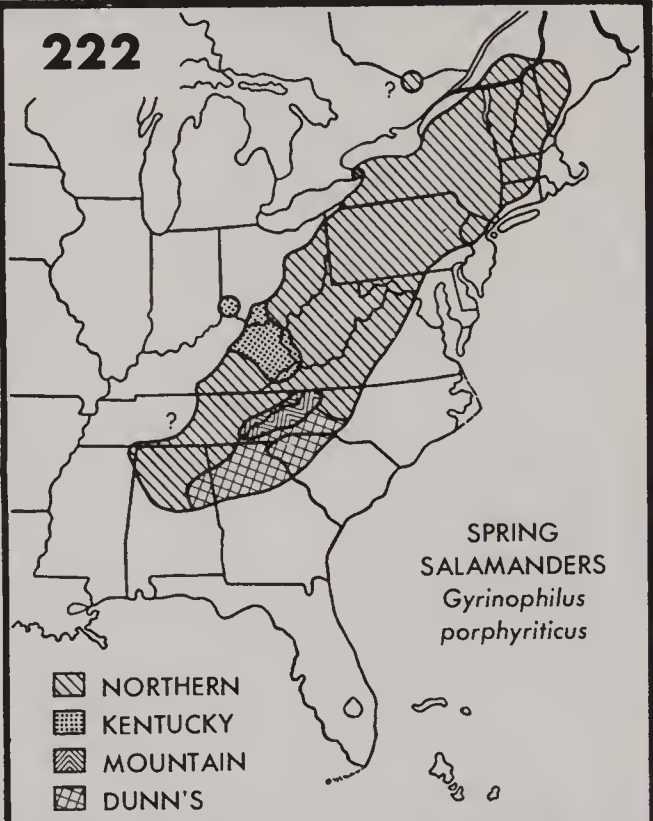 222
?
?
SPRING
SALAMANDERS
Gyrinophilus
porphyriticus
NORTHERN
KENTUCKY
MOUNTAIN
DUNN'S